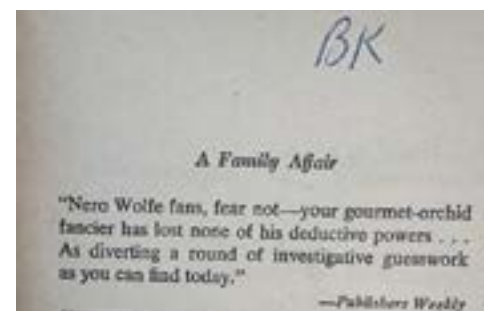 BK
A Family Affair
"Nero Wolfe fans, fear not—your gourmet-orchid
fancier has lost none of his deductive powers . . .
As diverting a round of investigative guesswork
as you can find today."
—Publishers Weekly